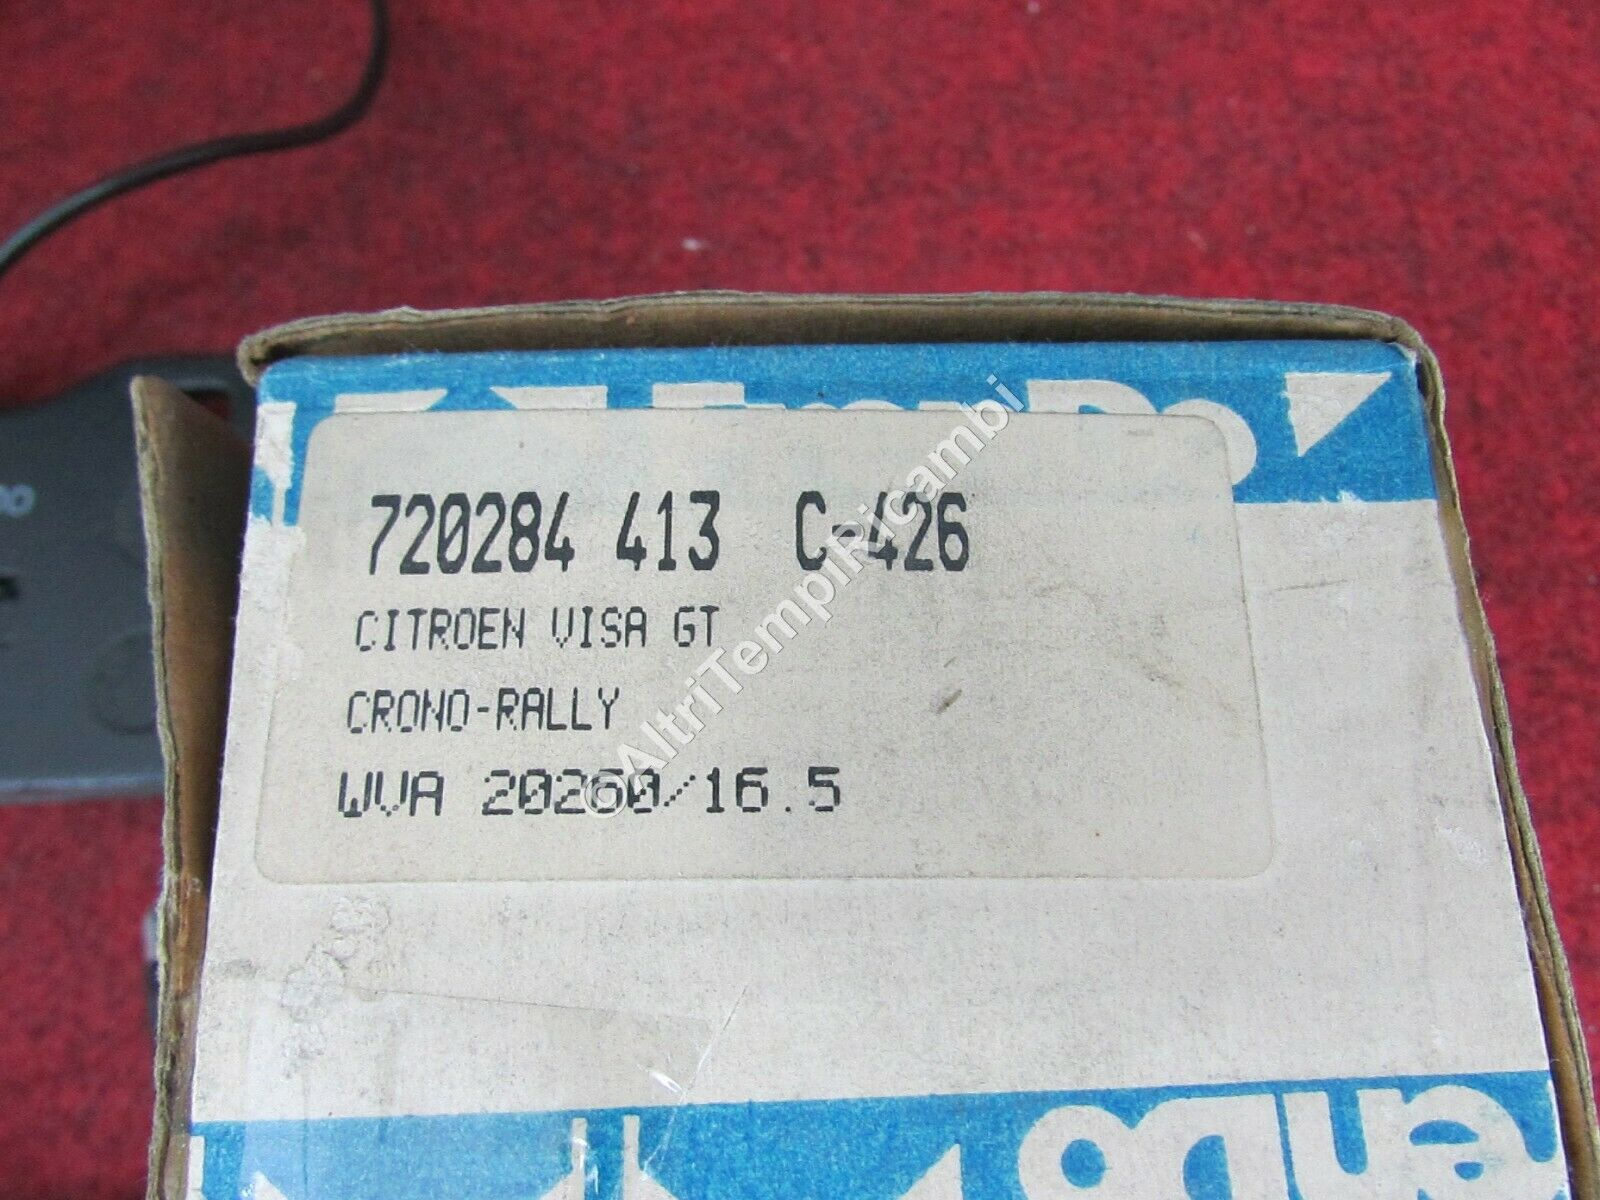 720284 413 C-426
CITROEN VISA GT
CRONO-RALLY
WVA 20260/16.5
©AltriTempiRicambi